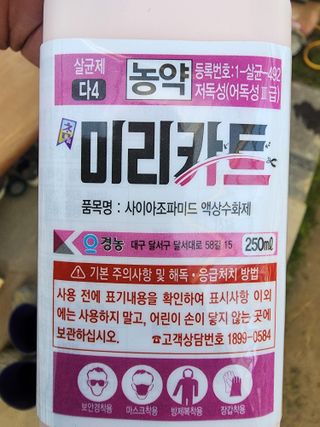 살균제
다4
농약
등록번호:1-살균-492
저독성(어독성Ⅲ급)
미리카트
품목명 : 사이아조파미드 액상수화제
경농 대구 달서구 달서대로 58길 15 250㎖
기본 주의사항 및 해독 · 응급처치 방법
사용 전에 표기내용을 확인하여 표시사항 이외
에는 사용하지 말고, 어린이 손이 닿지 않는 곳에
보관하십시오. ☎고객상담번호 1899-0584
보안경착용 마스크착용 방제복착용 장갑착용